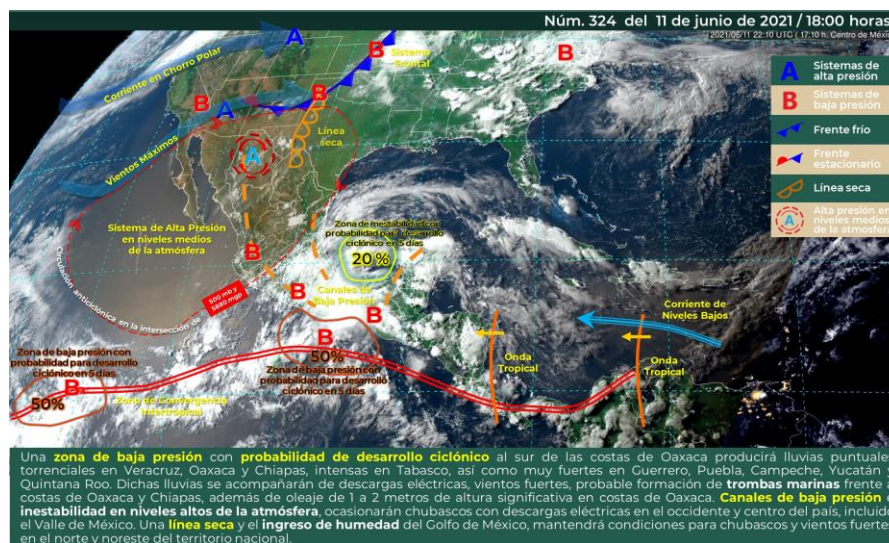 Núm. 324 del 11 de junio de 2021 / 18:00 horas
2021/06/11 22:10 UTC ( 17:10 h. Centro de Méxic
A
Sistemas de
alta presión
B
Sistemas de
baja presión
Frente frío
Frente
estacionario
Línea seca
A
Alta presión en
niveles medios
de la atmósfera
A
B
B
Sistema
Frontal
Corriente en Chorro Polar
B
A
B
Vientos Máximos
Línea
seca
A
Sistema de Alta Presión
en niveles medios
de la atmósfera
Zona de inestabilidad con
probabilidad para desarrollo
ciclónico en 5 días
20 %
B
Circulación anticiclónica en la intersección de
500 mb y
5880 mgp
Canales de
Baja Presión
B
B
Corriente de
Niveles Bajos
B
50%
Zona de baja presión con
probabilidad para desarrollo
ciclónico en 5 días
Onda
Tropical
Onda
Tropical
Zona de baja presión con
probabilidad para desarrollo
ciclónico en 5 días
B
50%
Zona de Convergencia
Intertropical
Una zona de baja presión con probabilidad de desarrollo ciclónico al sur de las costas de Oaxaca producirá lluvias puntuales
torrenciales en Veracruz, Oaxaca y Chiapas, intensas en Tabasco, así como muy fuertes en Guerrero, Puebla, Campeche, Yucatán
Quintana Roo. Dichas lluvias se acompañarán de descargas eléctricas, vientos fuertes, probable formación de trombas marinas frente
costas de Oaxaca y Chiapas, además de oleaje de 1 a 2 metros de altura significativa en costas de Oaxaca. Canales de baja presión
inestabilidad en niveles altos de la atmósfera, ocasionarán chubascos con descargas eléctricas en el occidente y centro del país, incluido
el Valle de México. Una línea seca y el ingreso de humedad del Golfo de México, mantendrá condiciones para chubascos y vientos fuerte
en el norte y noreste del territorio nacional.